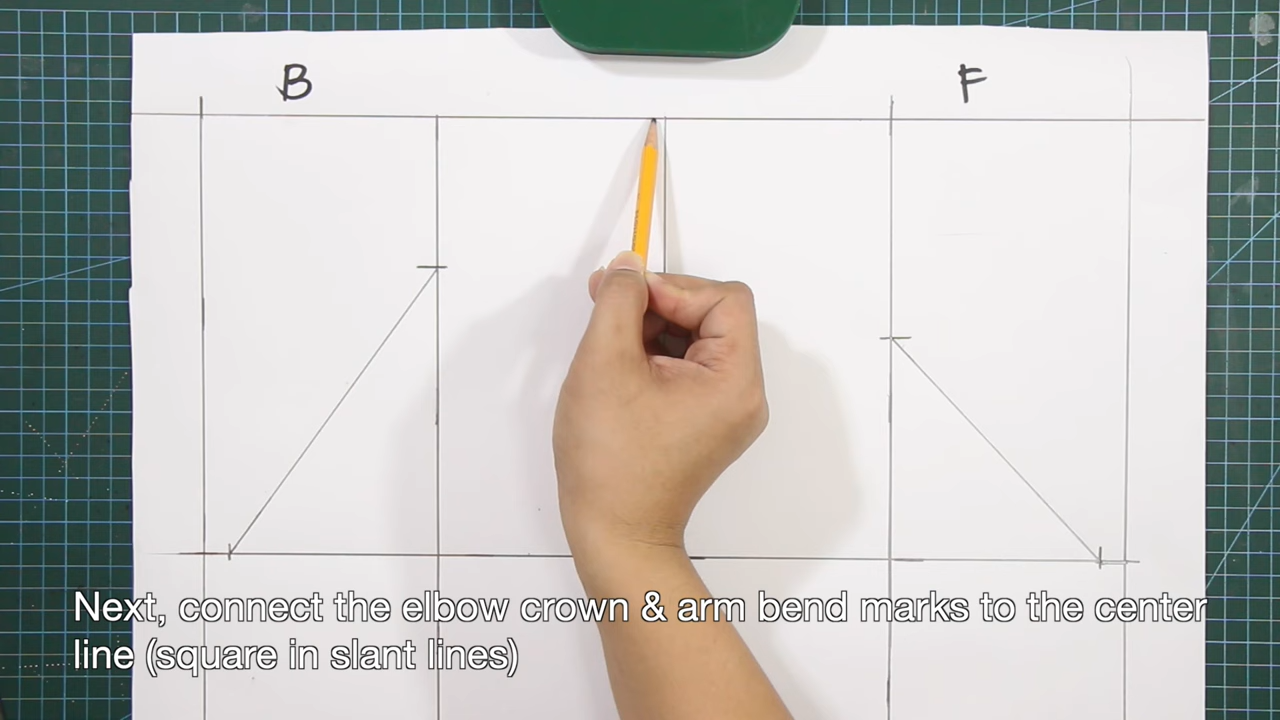 B
F
Next, connect the elbow crown & arm bend marks to the center
line (square in slant lines)